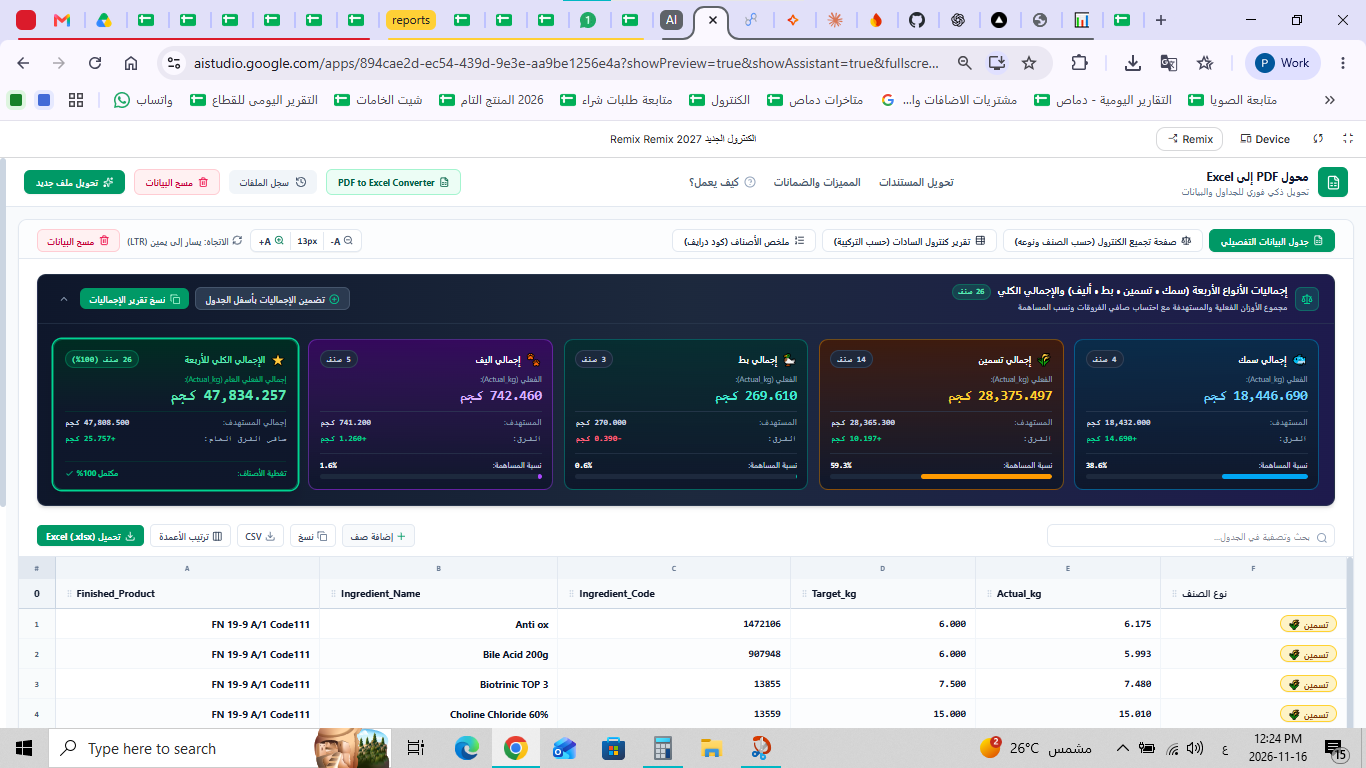 reports
1
AI
aistudio.google.com/apps/894cae2d-ec54-439d-9e3e-aa9be1256e4a?showPreview=true&showAssistant=true&fullscre...
P Work
واتساب
التقرير اليومى للقطاع
شيت الخامات
2026 المنتج التام
متابعة طلبات شراء
الكنترول
متاخرات دماص
مشتريات الاضافات وا...
التقارير اليومية - دماص
متابعة الصويا
Remix Remix 2027 الكنترول الجديد
Remix
Device
محول PDF إلى Excel
تحويل ذكي فوري للجداول والبيانات
تحويل المستندات
المميزات والضمانات
كيف يعمل؟
PDF to Excel Converter
سجل الملفات
مسح البيانات
تحويل ملف جديد
جدول البيانات التفصيلي
صفحة تجميع الكنترول (حسب الصنف ونوعه)
تقرير كنترول السادات (حسب التركيبة)
ملخص الأصناف (كود درايف)
A-
13px
A+
الاتجاه: يسار إلى يمين (LTR)
مسح البيانات
إجماليات الأنواع الأربعة (سمك • تسمين • بط • أليف) والإجمالي الكلي
26 صنف
مجموع الأوزان الفعلية والمستهدفة مع احتساب صافي الفروقات ونسب المساهمة
تضمين الإجماليات بأسفل الجدول
نسخ تقرير الإجماليات
إجمالي سمك
4 صنف
الفعلي (Actual_kg):
18,446.690 كجم
المستهدف:
18,432.000 كجم
الفرق:
+14.690 كجم
نسبة المساهمة:
38.6%
إجمالي تسمين
14 صنف
الفعلي (Actual_kg):
28,375.497 كجم
المستهدف:
28,365.300 كجم
الفرق:
+10.197 كجم
نسبة المساهمة:
59.3%
إجمالي بط
3 صنف
الفعلي (Actual_kg):
269.610 كجم
المستهدف:
270.000 كجم
الفرق:
-0.390 كجم
نسبة المساهمة:
0.6%
إجمالي اليف
5 صنف
الفعلي (Actual_kg):
742.460 كجم
المستهدف:
741.200 كجم
الفرق:
+1.260 كجم
نسبة المساهمة:
1.6%
الإجمالي الكلي للأربعة
26 صنف (100%)
إجمالي الفعلي العام (Actual_kg):
47,834.257 كجم
إجمالي المستهدف:
47,808.500 كجم
صافي الفرق العام:
+25.757 كجم
تغطية الأصناف:
مكتمل 100%
بحث وتصفية في الجدول...
إضافة صف
نسخ
CSV
ترتيب الأعمدة
تحميل Excel (.xlsx)
# A B C D E F
0 Finished_Product Ingredient_Name Ingredient_Code Target_kg Actual_kg نوع الصنف
1 FN 19-9 A/1 Code111 Anti ox 1472106 6.000 6.175 تسمين
2 FN 19-9 A/1 Code111 Bile Acid 200g 907948 6.000 5.993 تسمين
3 FN 19-9 A/1 Code111 Biotrinic TOP 3 13855 7.500 7.480 تسمين
4 FN 19-9 A/1 Code111 Choline Chloride 60% 13559 15.000 15.010 تسمين
Type here to search
2
26°C مشمس
ع
12:24 PM
2026-11-16
15